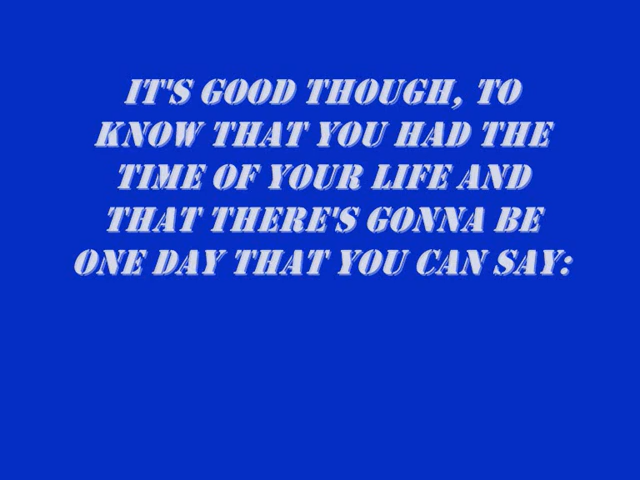 IT'S GOOD THOUGH, TO
KNOW THAT YOU HAD THE
TIME OF YOUR LIFE AND
THAT THERE'S GONNA BE
ONE DAY THAT YOU CAN SAY: